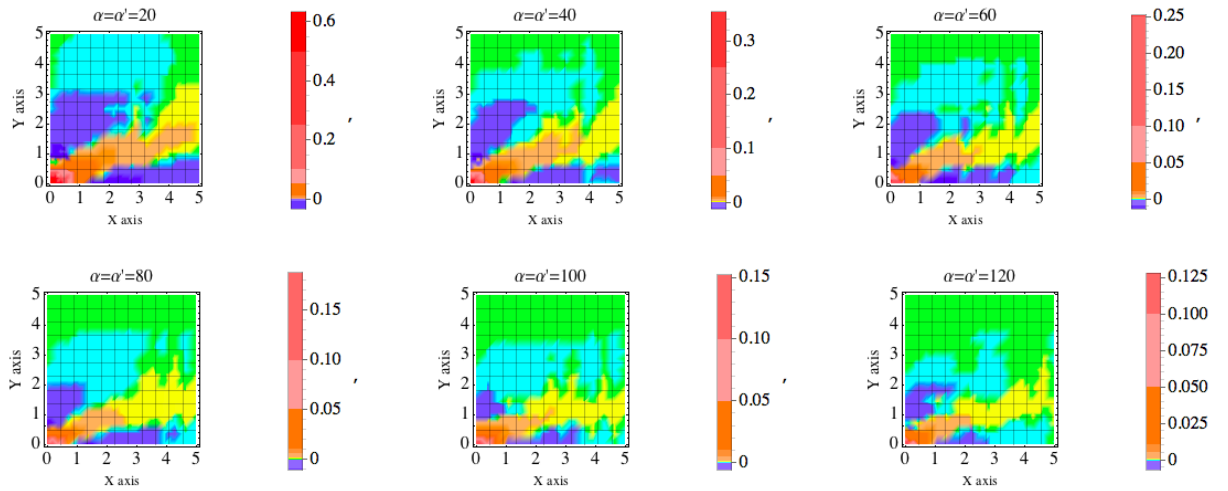 α=α'=20
5
4
3
2
1
0
Y axis
0 1 2 3 4 5
X axis
0.6
0.4
0.2
0
,
α=α'=40
5
4
3
2
1
0
Y axis
0 1 2 3 4 5
X axis
0.3
0.2
0.1
0
,
α=α'=60
5
4
3
2
1
0
Y axis
0 1 2 3 4 5
X axis
0.25
0.20
0.15
0.10
0.05
0
,
α=α'=80
5
4
3
2
1
0
Y axis
0 1 2 3 4 5
X axis
0.15
0.10
0.05
0
,
α=α'=100
5
4
3
2
1
0
Y axis
0 1 2 3 4 5
X axis
0.15
0.10
0.05
0
,
α=α'=120
5
4
3
2
1
0
Y axis
0 1 2 3 4 5
X axis
0.125
0.100
0.075
0.050
0.025
0